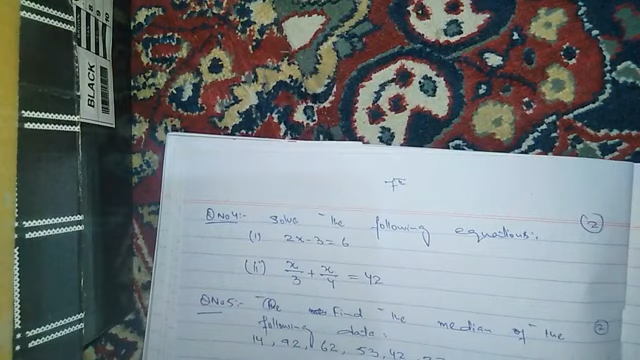 BLACK
Q No 4:- Solve the following equations:. (2)
(i) 2x-3=6
(ii) x/3 + x/4 = 42
Q No 5:- Find the median of the (2)
following data:
14, 92, 62, 53, 42,